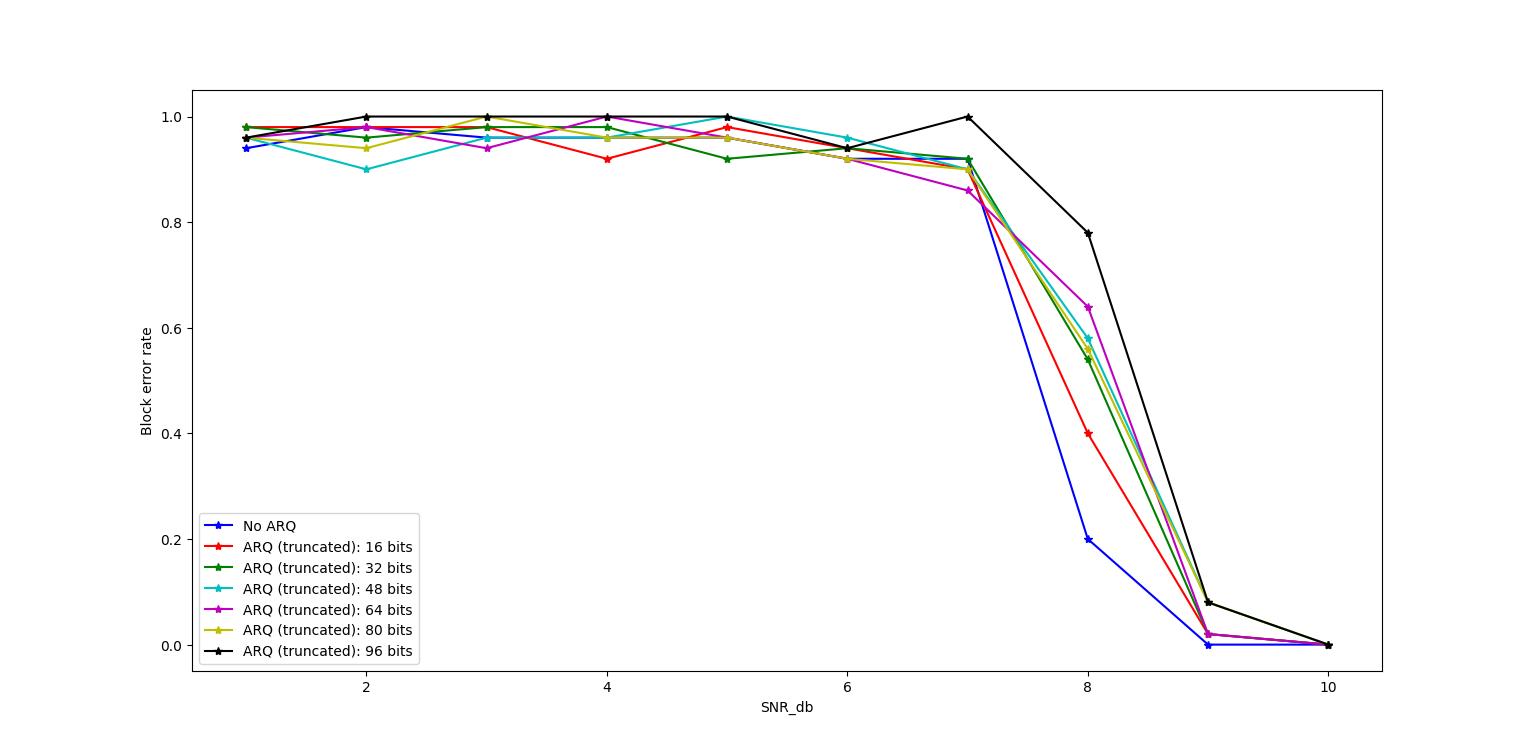 1.0
0.8
0.6
0.4
0.2
0.0
Block error rate
No ARQ
ARQ (truncated): 16 bits
ARQ (truncated): 32 bits
ARQ (truncated): 48 bits
ARQ (truncated): 64 bits
ARQ (truncated): 80 bits
ARQ (truncated): 96 bits
2
4
6
8
10
SNR_db